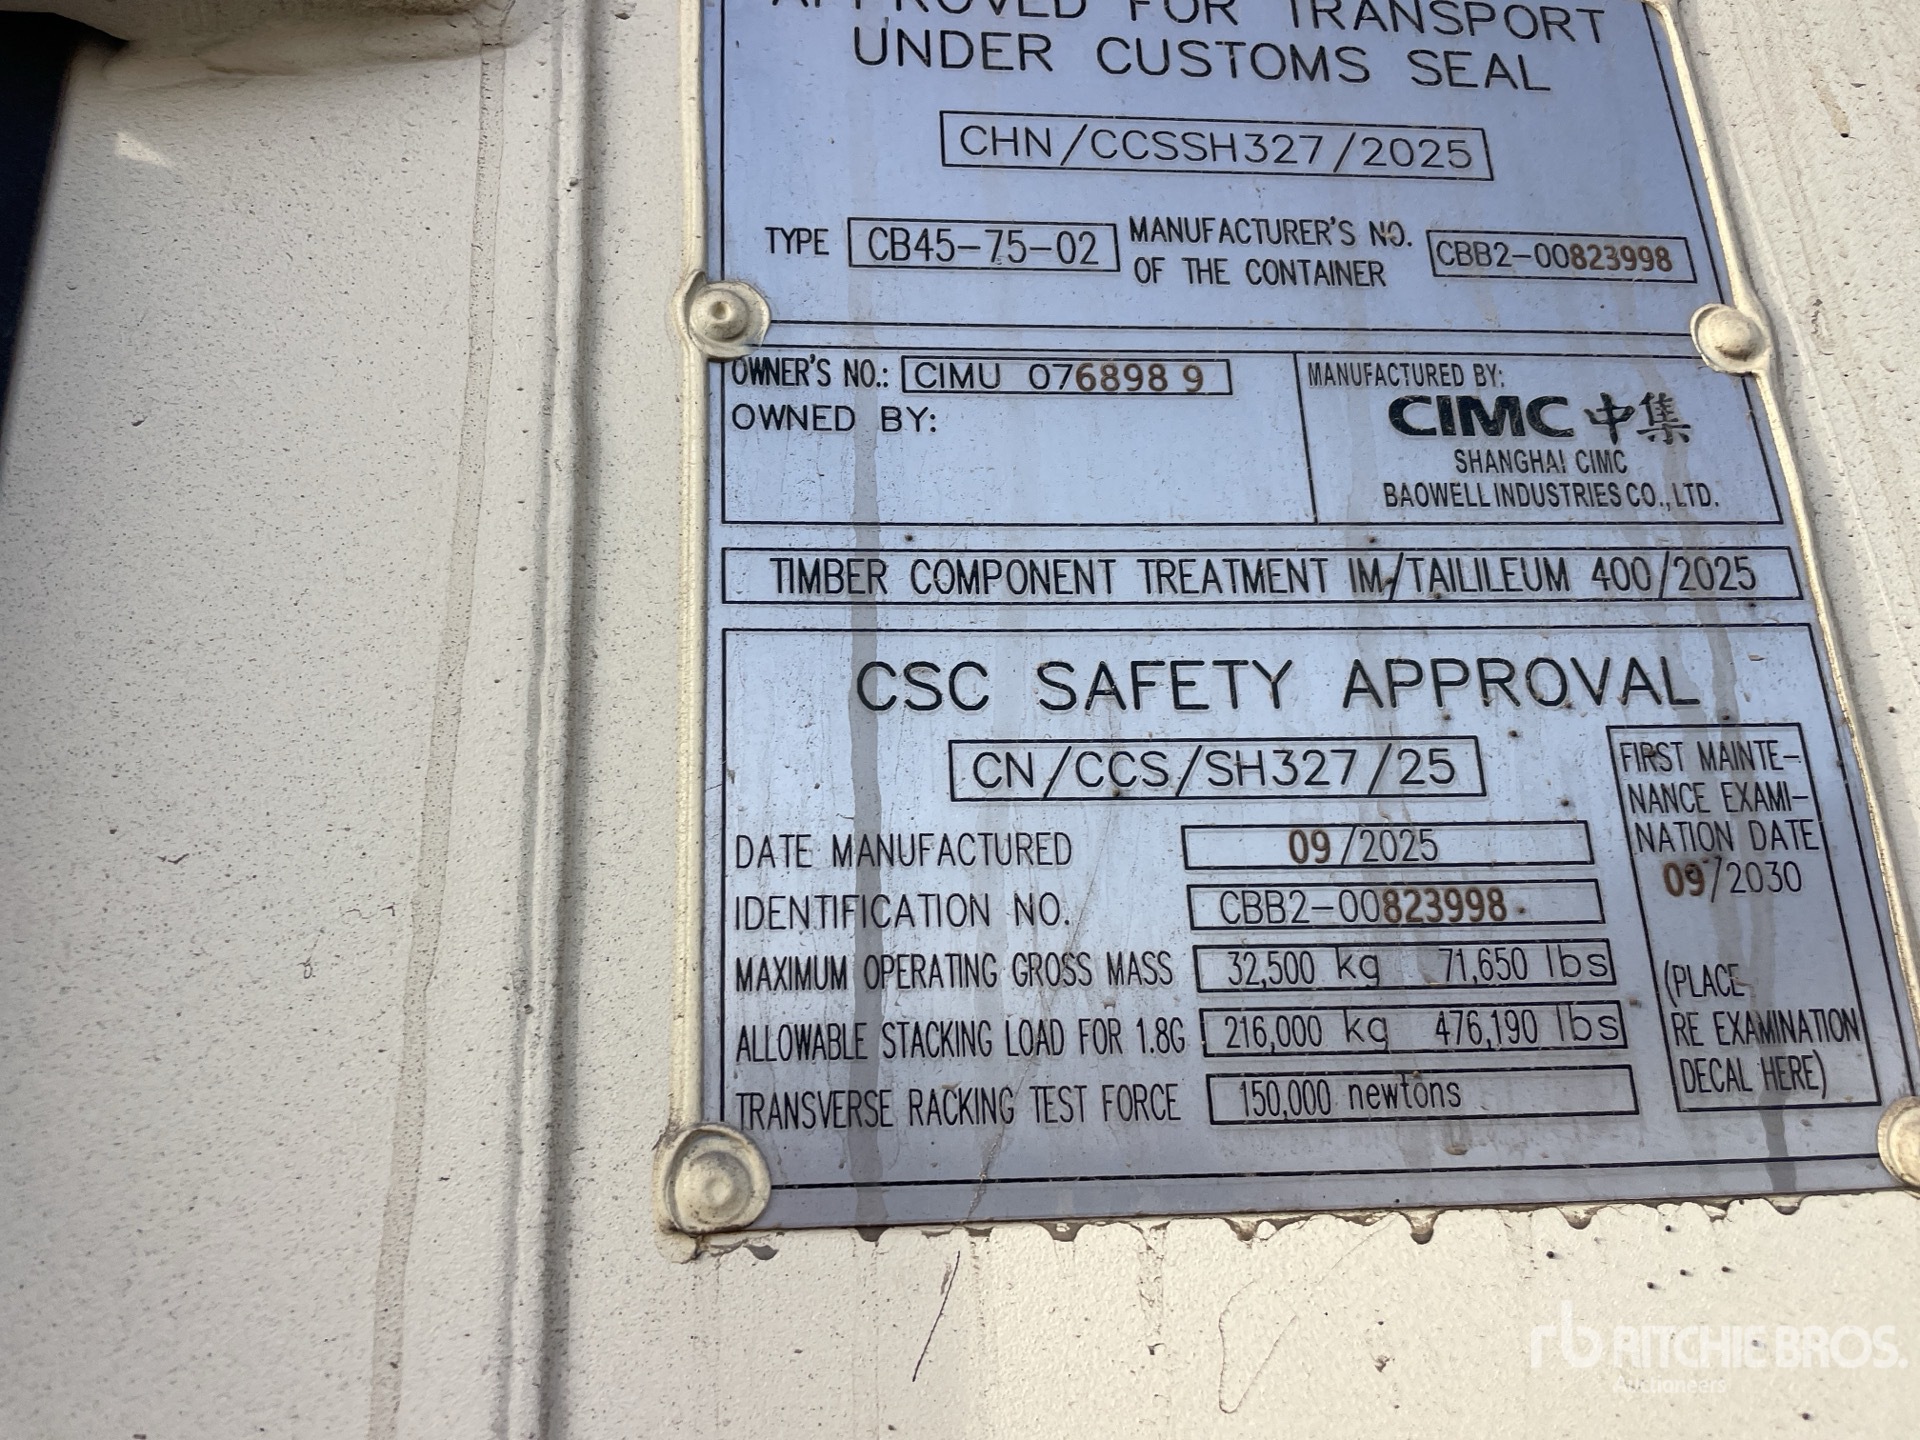 APPROVED FOR TRANSPORT
UNDER CUSTOMS SEAL
CHN/CCSSH327/2025
TYPE CB45-75-02 MANUFACTURER'S NO.
OF THE CONTAINER CBB2-00823998
OWNER'S NO.: CIMU 076898 9
OWNED BY:
MANUFACTURED BY:
CIMC 中集
SHANGHAI CIMC
BAOWELL INDUSTRIES CO., LTD.
TIMBER COMPONENT TREATMENT IM/TAILILEUM 400/2025
CSC SAFETY APPROVAL
CN/CCS/SH327/25
DATE MANUFACTURED 09/2025
IDENTIFICATION NO. CBB2-00823998
MAXIMUM OPERATING GROSS MASS 32,500 kg 71,650 lbs
ALLOWABLE STACKING LOAD FOR 1.8G 216,000 kg 476,190 lbs
TRANSVERSE RACKING TEST FORCE 150,000 newtons
FIRST MAINTE-
NANCE EXAMI-
NATION DATE
09/2030
(PLACE
RE EXAMINATION
DECAL HERE)
rb RITCHIE BROS.
Auctioneers